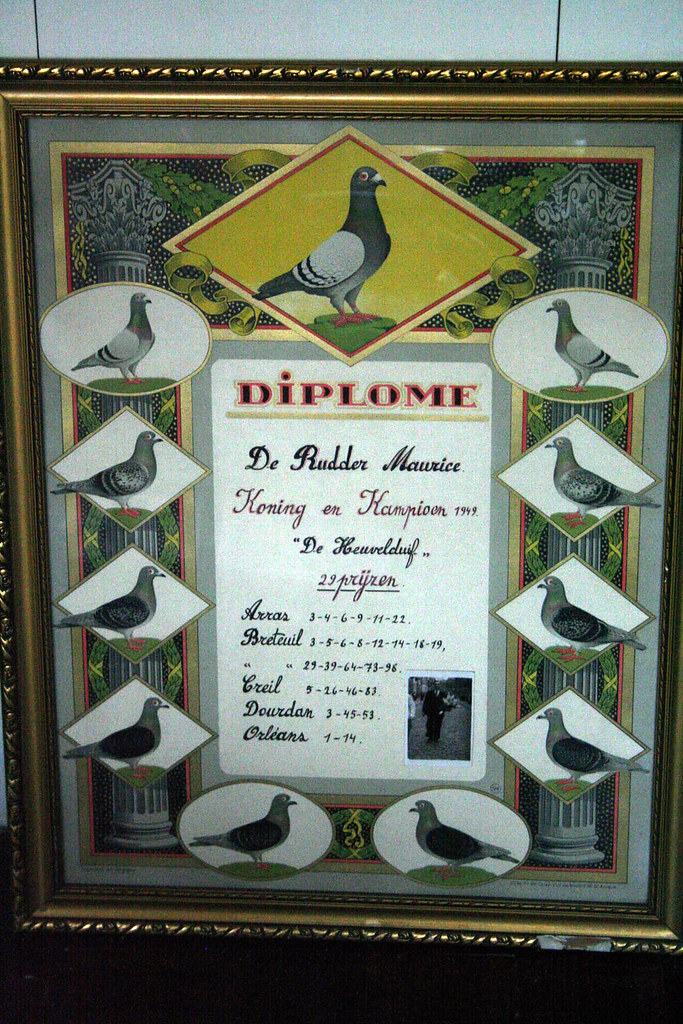 DiPLOME
De Rudder Maurice.
Koning en Kampioen 1949.
"De Heuvelduif„
29 prijzen.
Arras 3-4-6-9-11-22.
Breteuil 3-5-6-8-12-14-18-19,
“ “ 29-39-64-73-96.
Creil 5-26-46-83.
Dourdan 3-45-53.
Orléans 1-14.